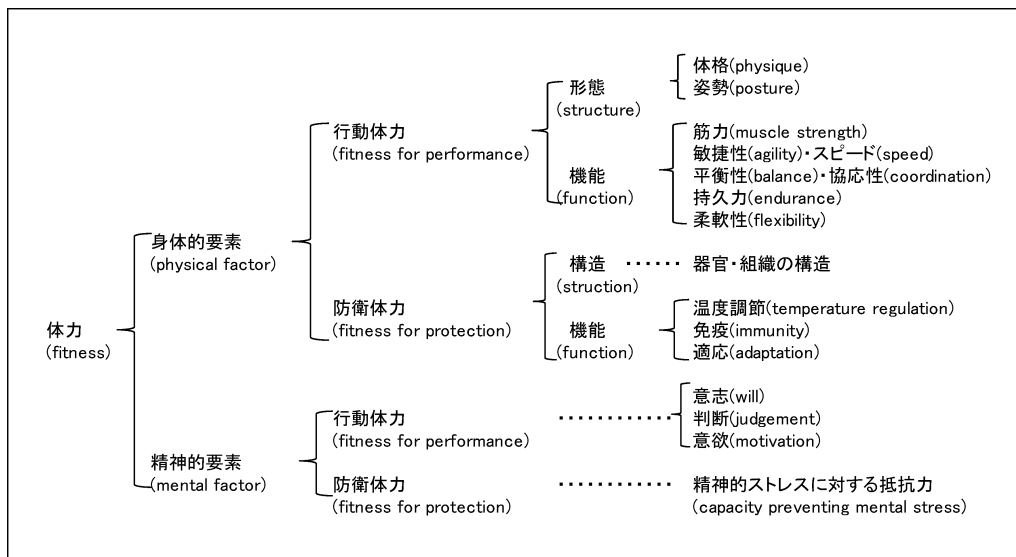 体力
(fitness)
身体的要素
(physical factor)
行動体力
(fitness for performance)
形態
(structure)
体格(physique)
姿勢(posture)
機能
(function)
筋力(muscle strength)
敏捷性(agility)・スピード(speed)
平衡性(balance)・協応性(coordination)
持久力(endurance)
柔軟性(flexibility)
防衛体力
(fitness for protection)
構造
(struction)
器官・組織の構造
機能
(function)
温度調節(temperature regulation)
免疫(immunity)
適応(adaptation)
精神的要素
(mental factor)
行動体力
(fitness for performance)
意志(will)
判断(judgement)
意欲(motivation)
防衛体力
(fitness for protection)
精神的ストレスに対する抵抗力
(capacity preventing mental stress)